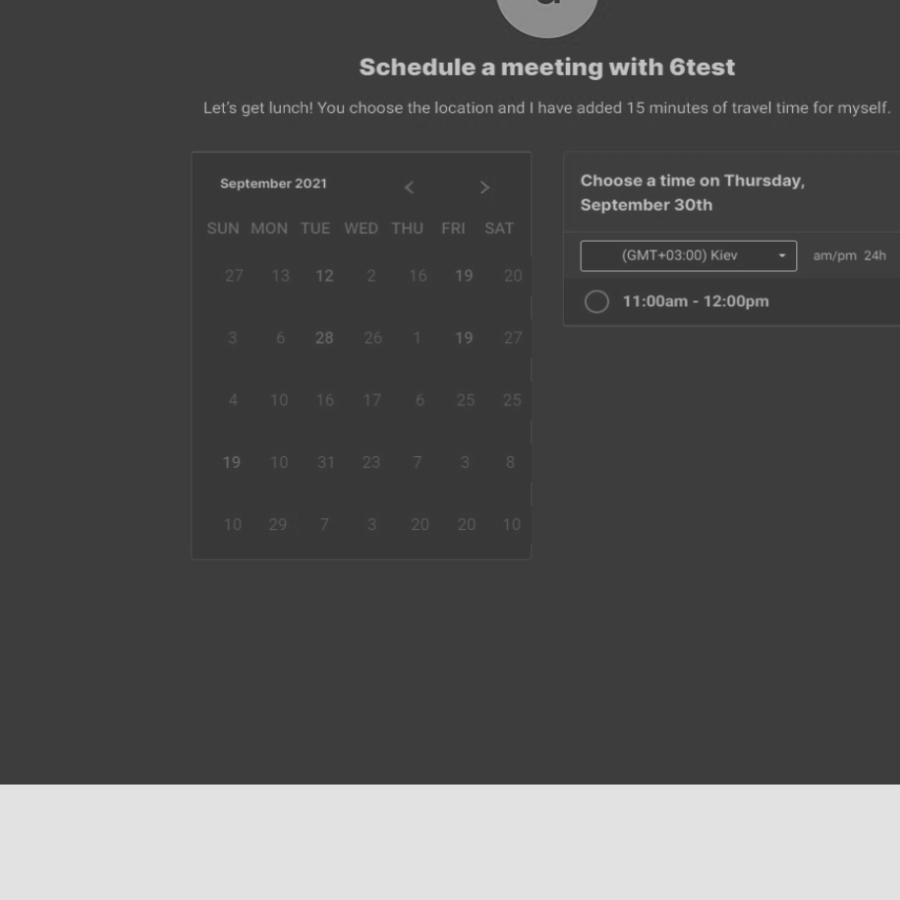 Schedule a meeting with 6test
Let's get lunch! You choose the location and I have added 15 minutes of travel time for myself.
September 2021 < >
SUN MON TUE WED THU FRI SAT
27 13 12 2 16 19 20
3 6 28 26 1 19 27
4 10 16 17 6 25 25
19 10 31 23 7 3 8
10 29 7 3 20 20 10
Choose a time on Thursday,
September 30th
(GMT+03:00) Kiev am/pm 24h
11:00am - 12:00pm